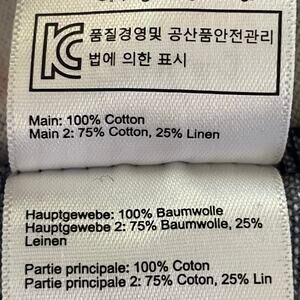 품질경영및 공산품안전관리
법에 의한 표시
Main: 100% Cotton
Main 2: 75% Cotton, 25% Linen
Hauptgewebe: 100% Baumwolle
Hauptgewebe 2: 75% Baumwolle, 25%
Leinen
Partie principale: 100% Coton
Partie principale 2: 75% Coton, 25% Lin